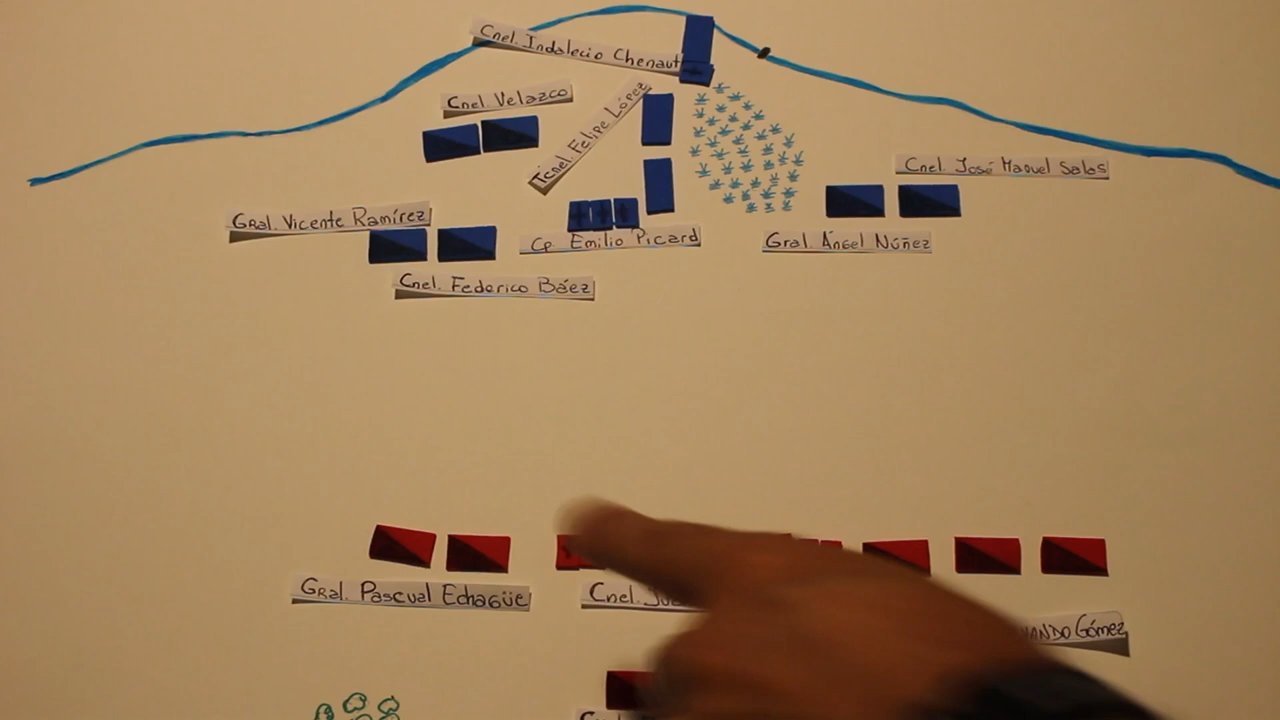 Cnel. Indalecio Chenaut
Cnel. Velazco
Tcnel. Felipe López
Cnel. José Manuel Salas
Gral. Vicente Ramírez
Cp. Emilio Picard
Gral. Ángel Núñez
Cnel. Federico Báez
Gral. Pascual Echagüe
Cnel.
Gómez